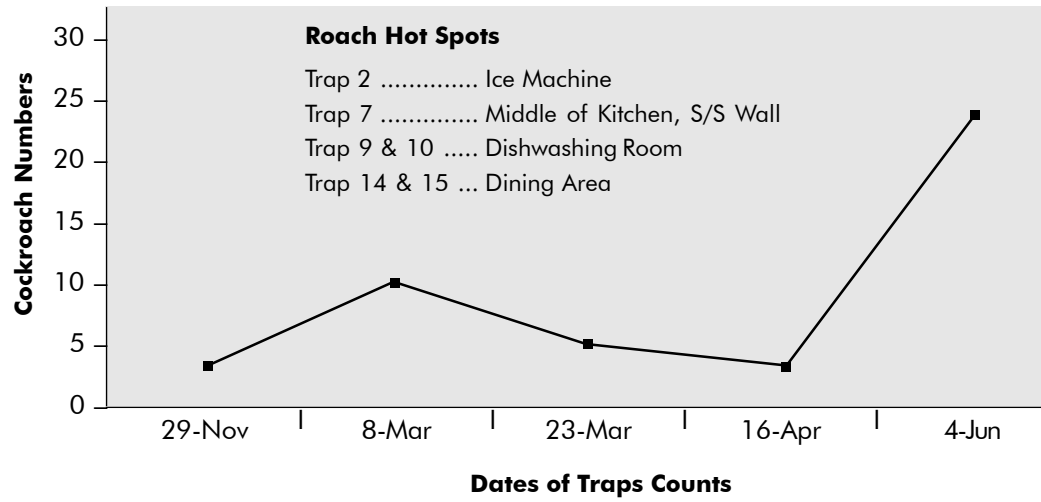 Roach Hot Spots
Trap 2 .............. Ice Machine
Trap 7 .............. Middle of Kitchen, S/S Wall
Trap 9 & 10 ..... Dishwashing Room
Trap 14 & 15 ... Dining Area
Cockroach Numbers
30
25
20
15
10
5
0
29-Nov 8-Mar 23-Mar 16-Apr 4-Jun
Dates of Traps Counts